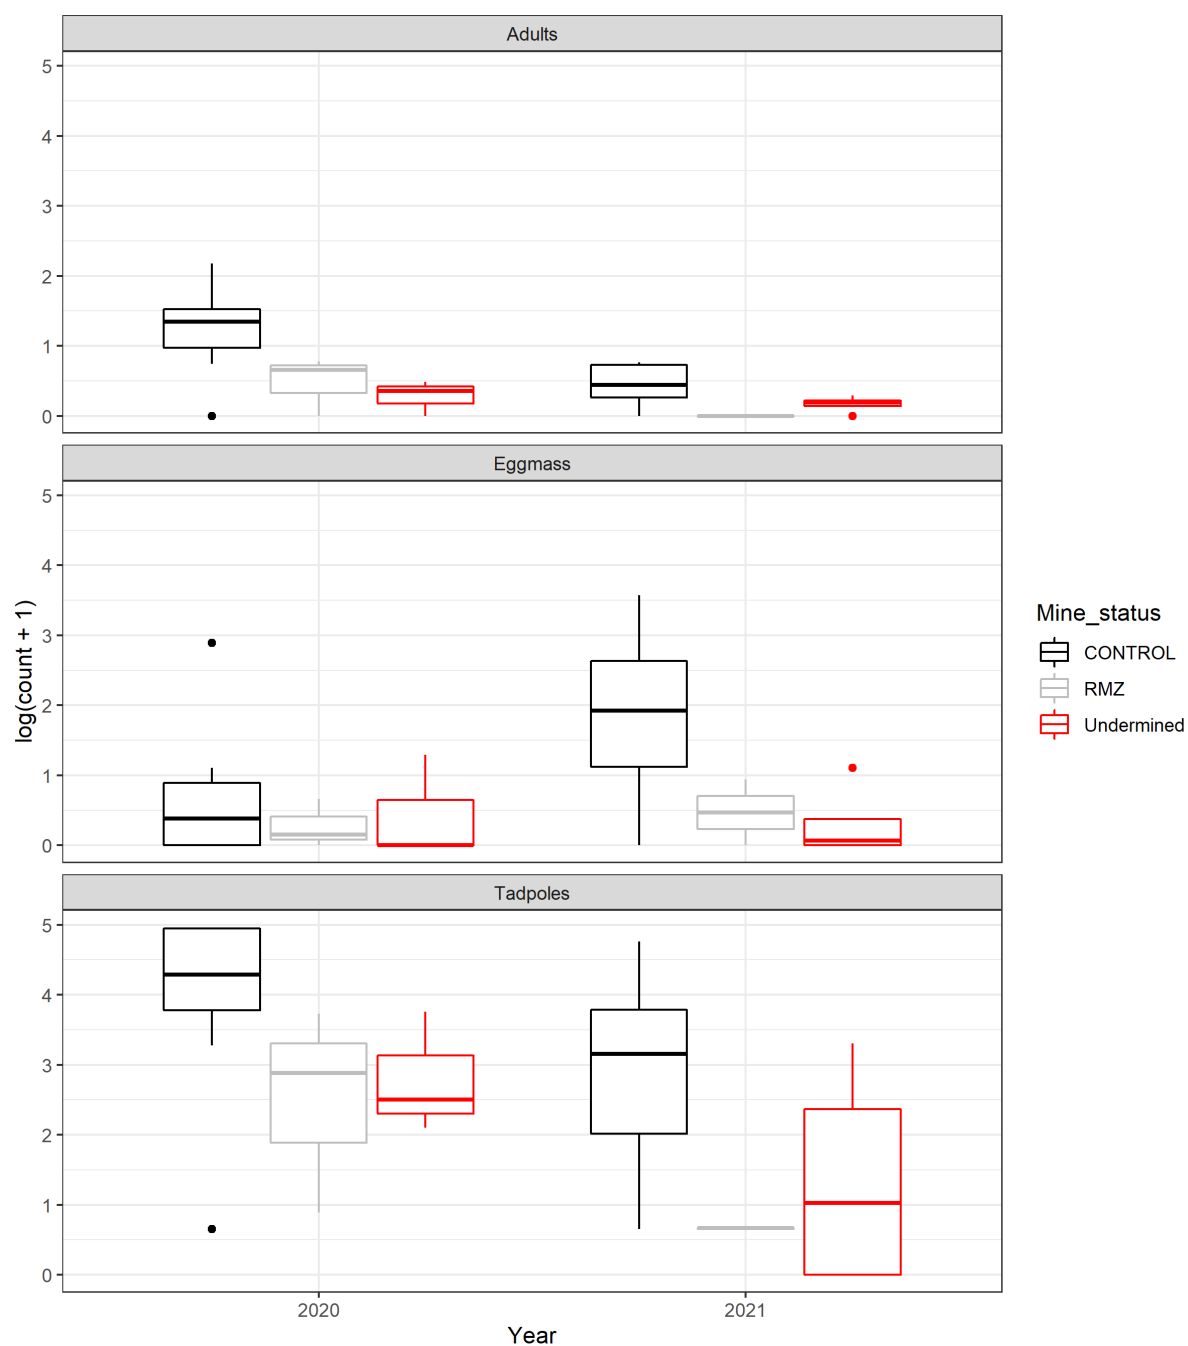 Adults
5
4
3
2
1
0
Eggmass
5
4
3
2
1
0
Tadpoles
5
4
3
2
1
0
2020 2021
Year
log(count + 1)
Mine_status
CONTROL
RMZ
Undermined